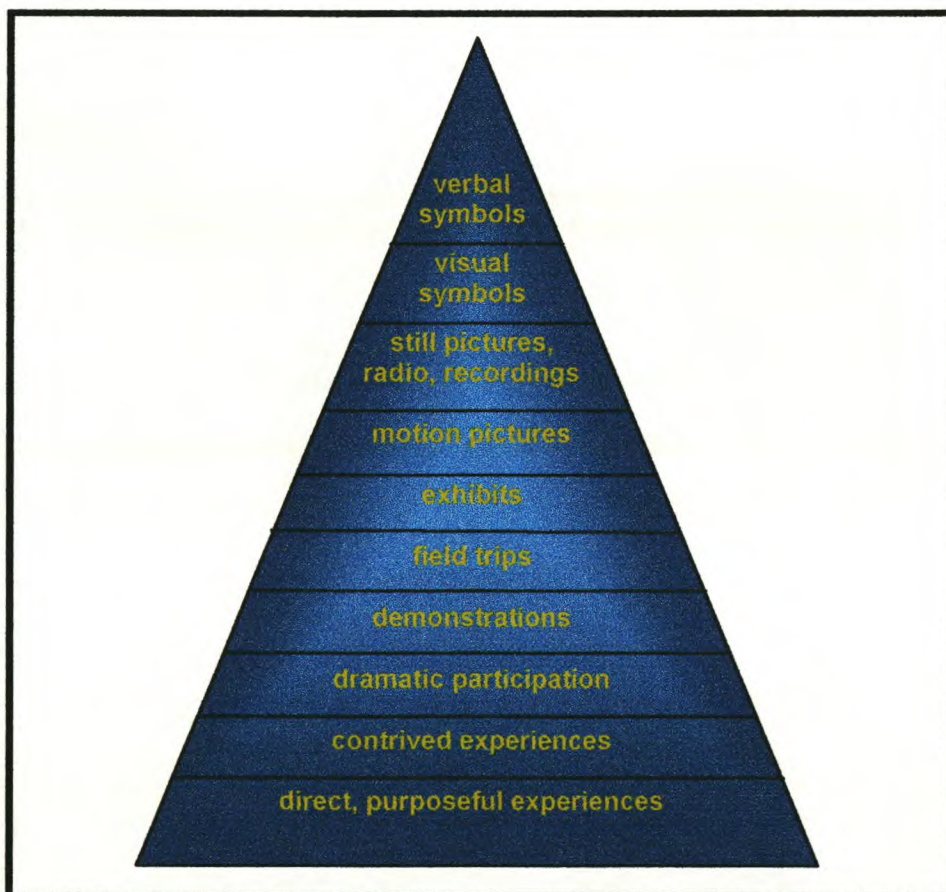 verbal
symbols
visual
symbols
still pictures,
radio, recordings
motion pictures
exhibits
field trips
demonstrations
dramatic participation
contrived experiences
direct, purposeful experiences